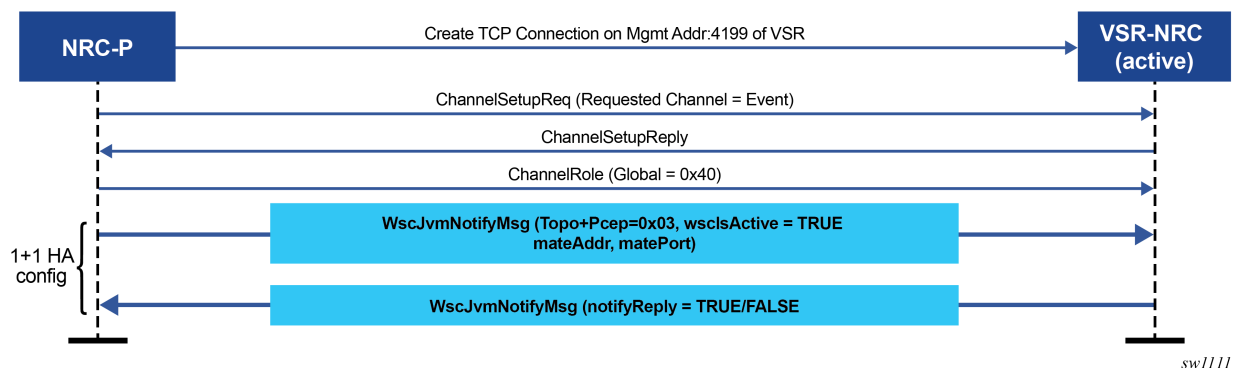 NRC-P
Create TCP Connection on Mgmt Addr:4199 of VSR
VSR-NRC
(active)
ChannelSetupReq (Requested Channel = Event)
ChannelSetupReply
ChannelRole (Global = 0x40)
1+1 HA
config
WscJvmNotifyMsg (Topo+Pcep=0x03, wscIsActive = TRUE
mateAddr, matePort)
WscJvmNotifyMsg (notifyReply = TRUE/FALSE
sw1111